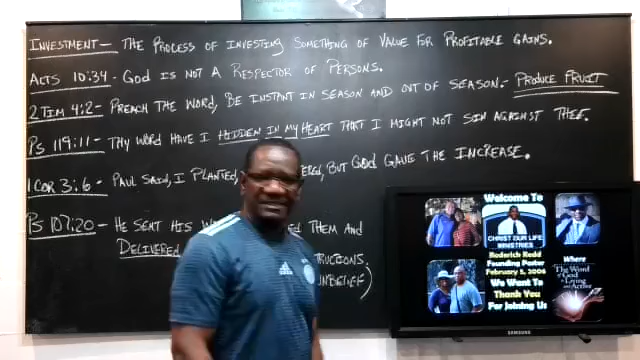 INVESTMENT - THE PROCESS OF INVESTING SOMETHING OF VALUE FOR PROFITABLE GAINS.
ACTS 10:34 - GOD IS NOT A RESPECTOR OF PERSONS.
2 TIM 4:2 - PREACH THE WORD, BE INSTANT IN SEASON AND OUT OF SEASON. - PRODUCE FRUIT
PS 119:11 - THY WORD HAVE I HIDDEN IN MY HEART THAT I MIGHT NOT SIN AGAINST THEE.
1 COR 3:6 - PAUL SAID, I PLANTED, BUT GOD GAVE THE INCREASE.
PS 107:20 - HE SENT HIS THEM AND
DELIVERED
adidas
Welcome To
CHRIST OUR LIFE
MINISTRIES
Roderick Redd
Founding Pastor
February 5, 2006
We Want To
Thank You
For Joining Us
Where
The Word of
God is
Living
and Active
SAMSUNG